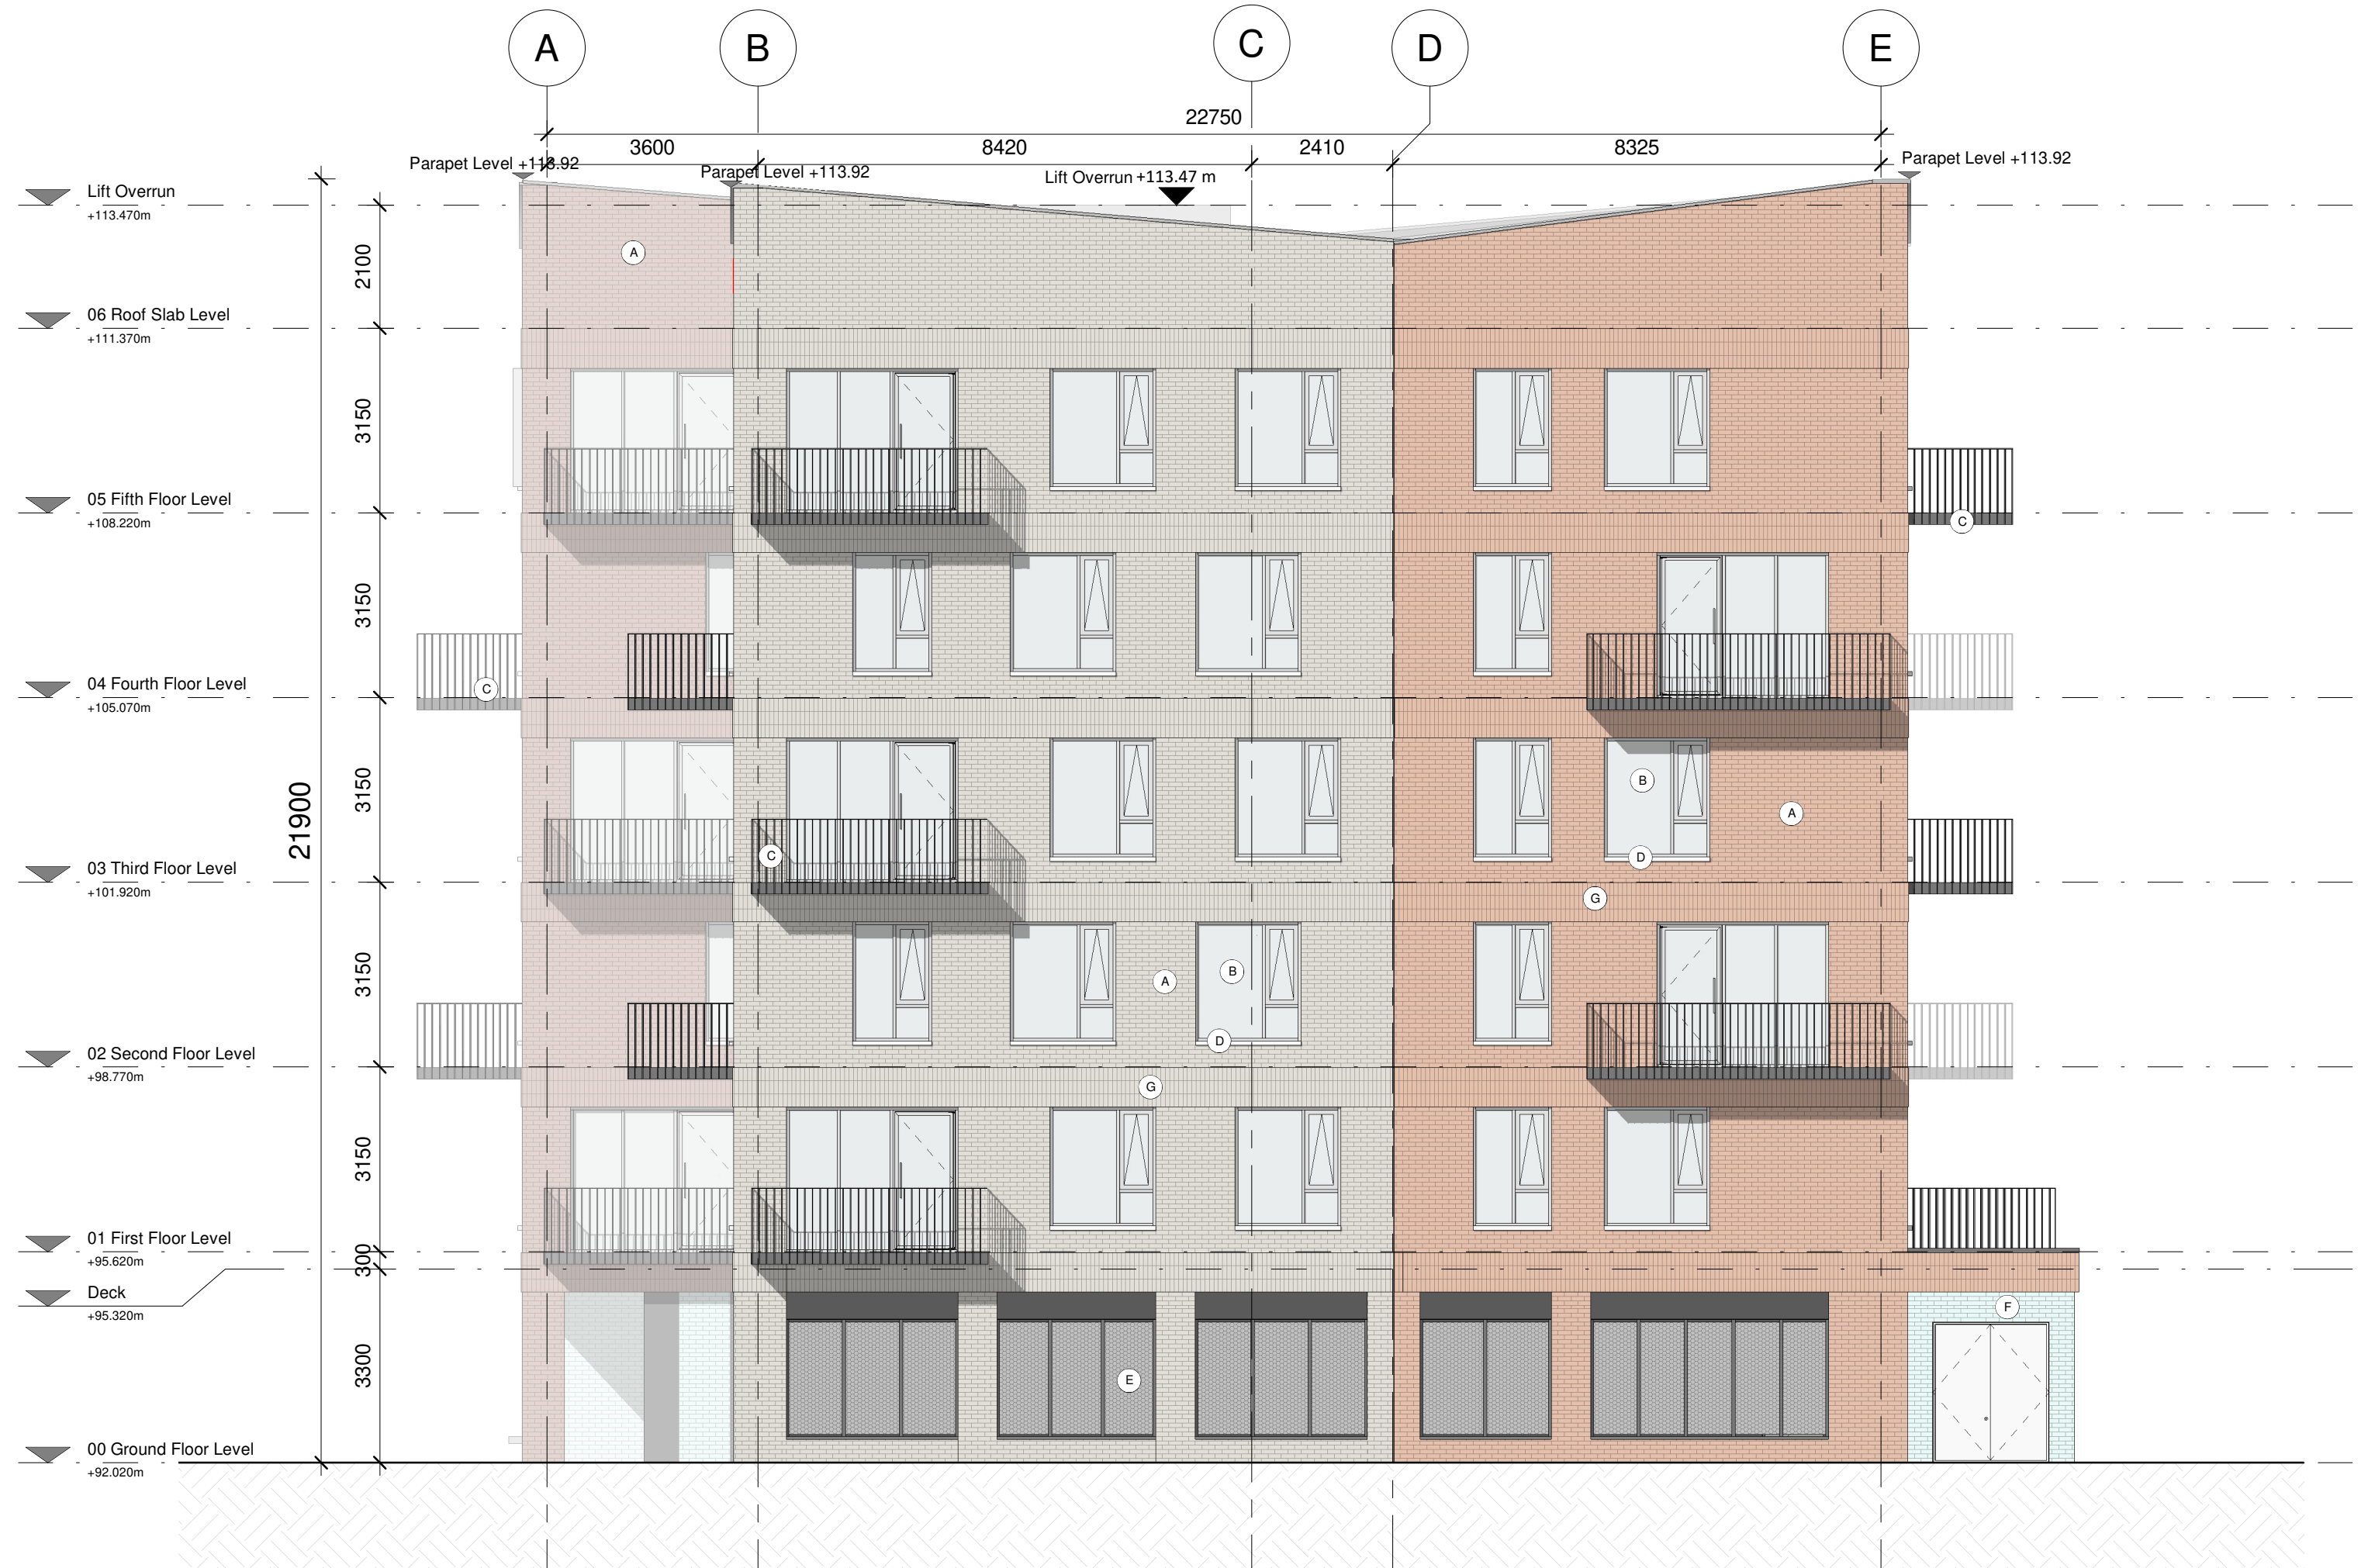 A B C D E
22750
3600 8420 2410 8325
Parapet Level +113.92
Parapet Level +113.92
Lift Overrun +113.47 m
Parapet Level +113.92
Lift Overrun
+113.470m
2100
A
06 Roof Slab Level
+111.370m
3150
05 Fifth Floor Level
+108.220m
C
3150
04 Fourth Floor Level
+105.070m
C
3150
B
A
21900
C
D
03 Third Floor Level
+101.920m
G
3150
A
B
D
02 Second Floor Level
+98.770m
G
3150
01 First Floor Level
+95.620m
300
Deck
+95.320m
F
3300
E
00 Ground Floor Level
+92.020m